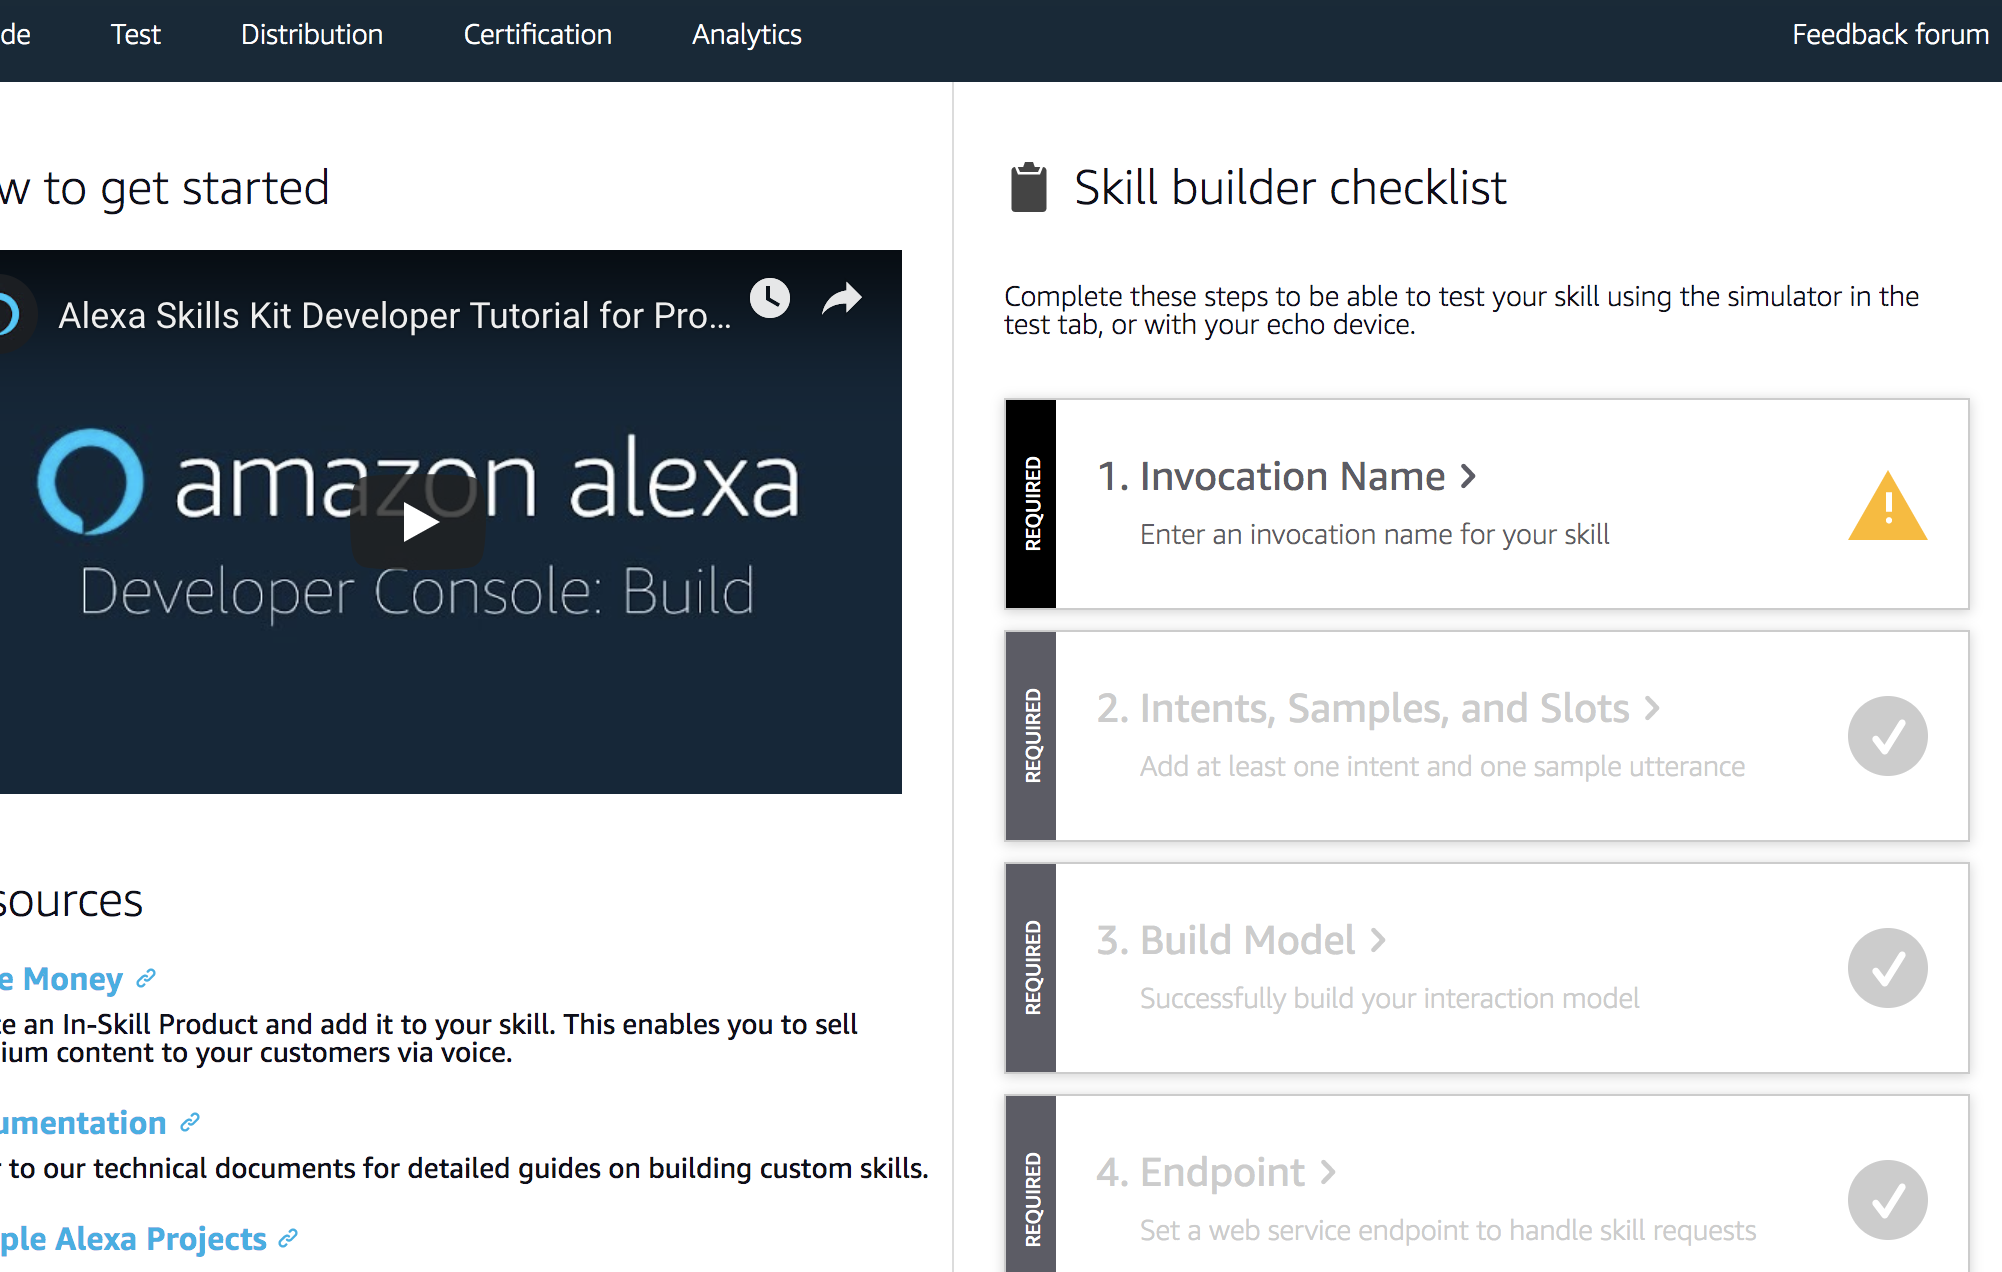 de Test Distribution Certification Analytics Feedback forum
w to get started
Alexa Skills Kit Developer Tutorial for Pro...
amazon alexa
Developer Console: Build
sources
e Money
e an In-Skill Product and add it to your skill. This enables you to sell
ium content to your customers via voice.
umentation
to our technical documents for detailed guides on building custom skills.
ple Alexa Projects
Skill builder checklist
Complete these steps to be able to test your skill using the simulator in the
test tab, or with your echo device.
REQUIRED
1. Invocation Name >
Enter an invocation name for your skill
REQUIRED
2. Intents, Samples, and Slots >
Add at least one intent and one sample utterance
REQUIRED
3. Build Model >
Successfully build your interaction model
REQUIRED
4. Endpoint >
Set a web service endpoint to handle skill requests